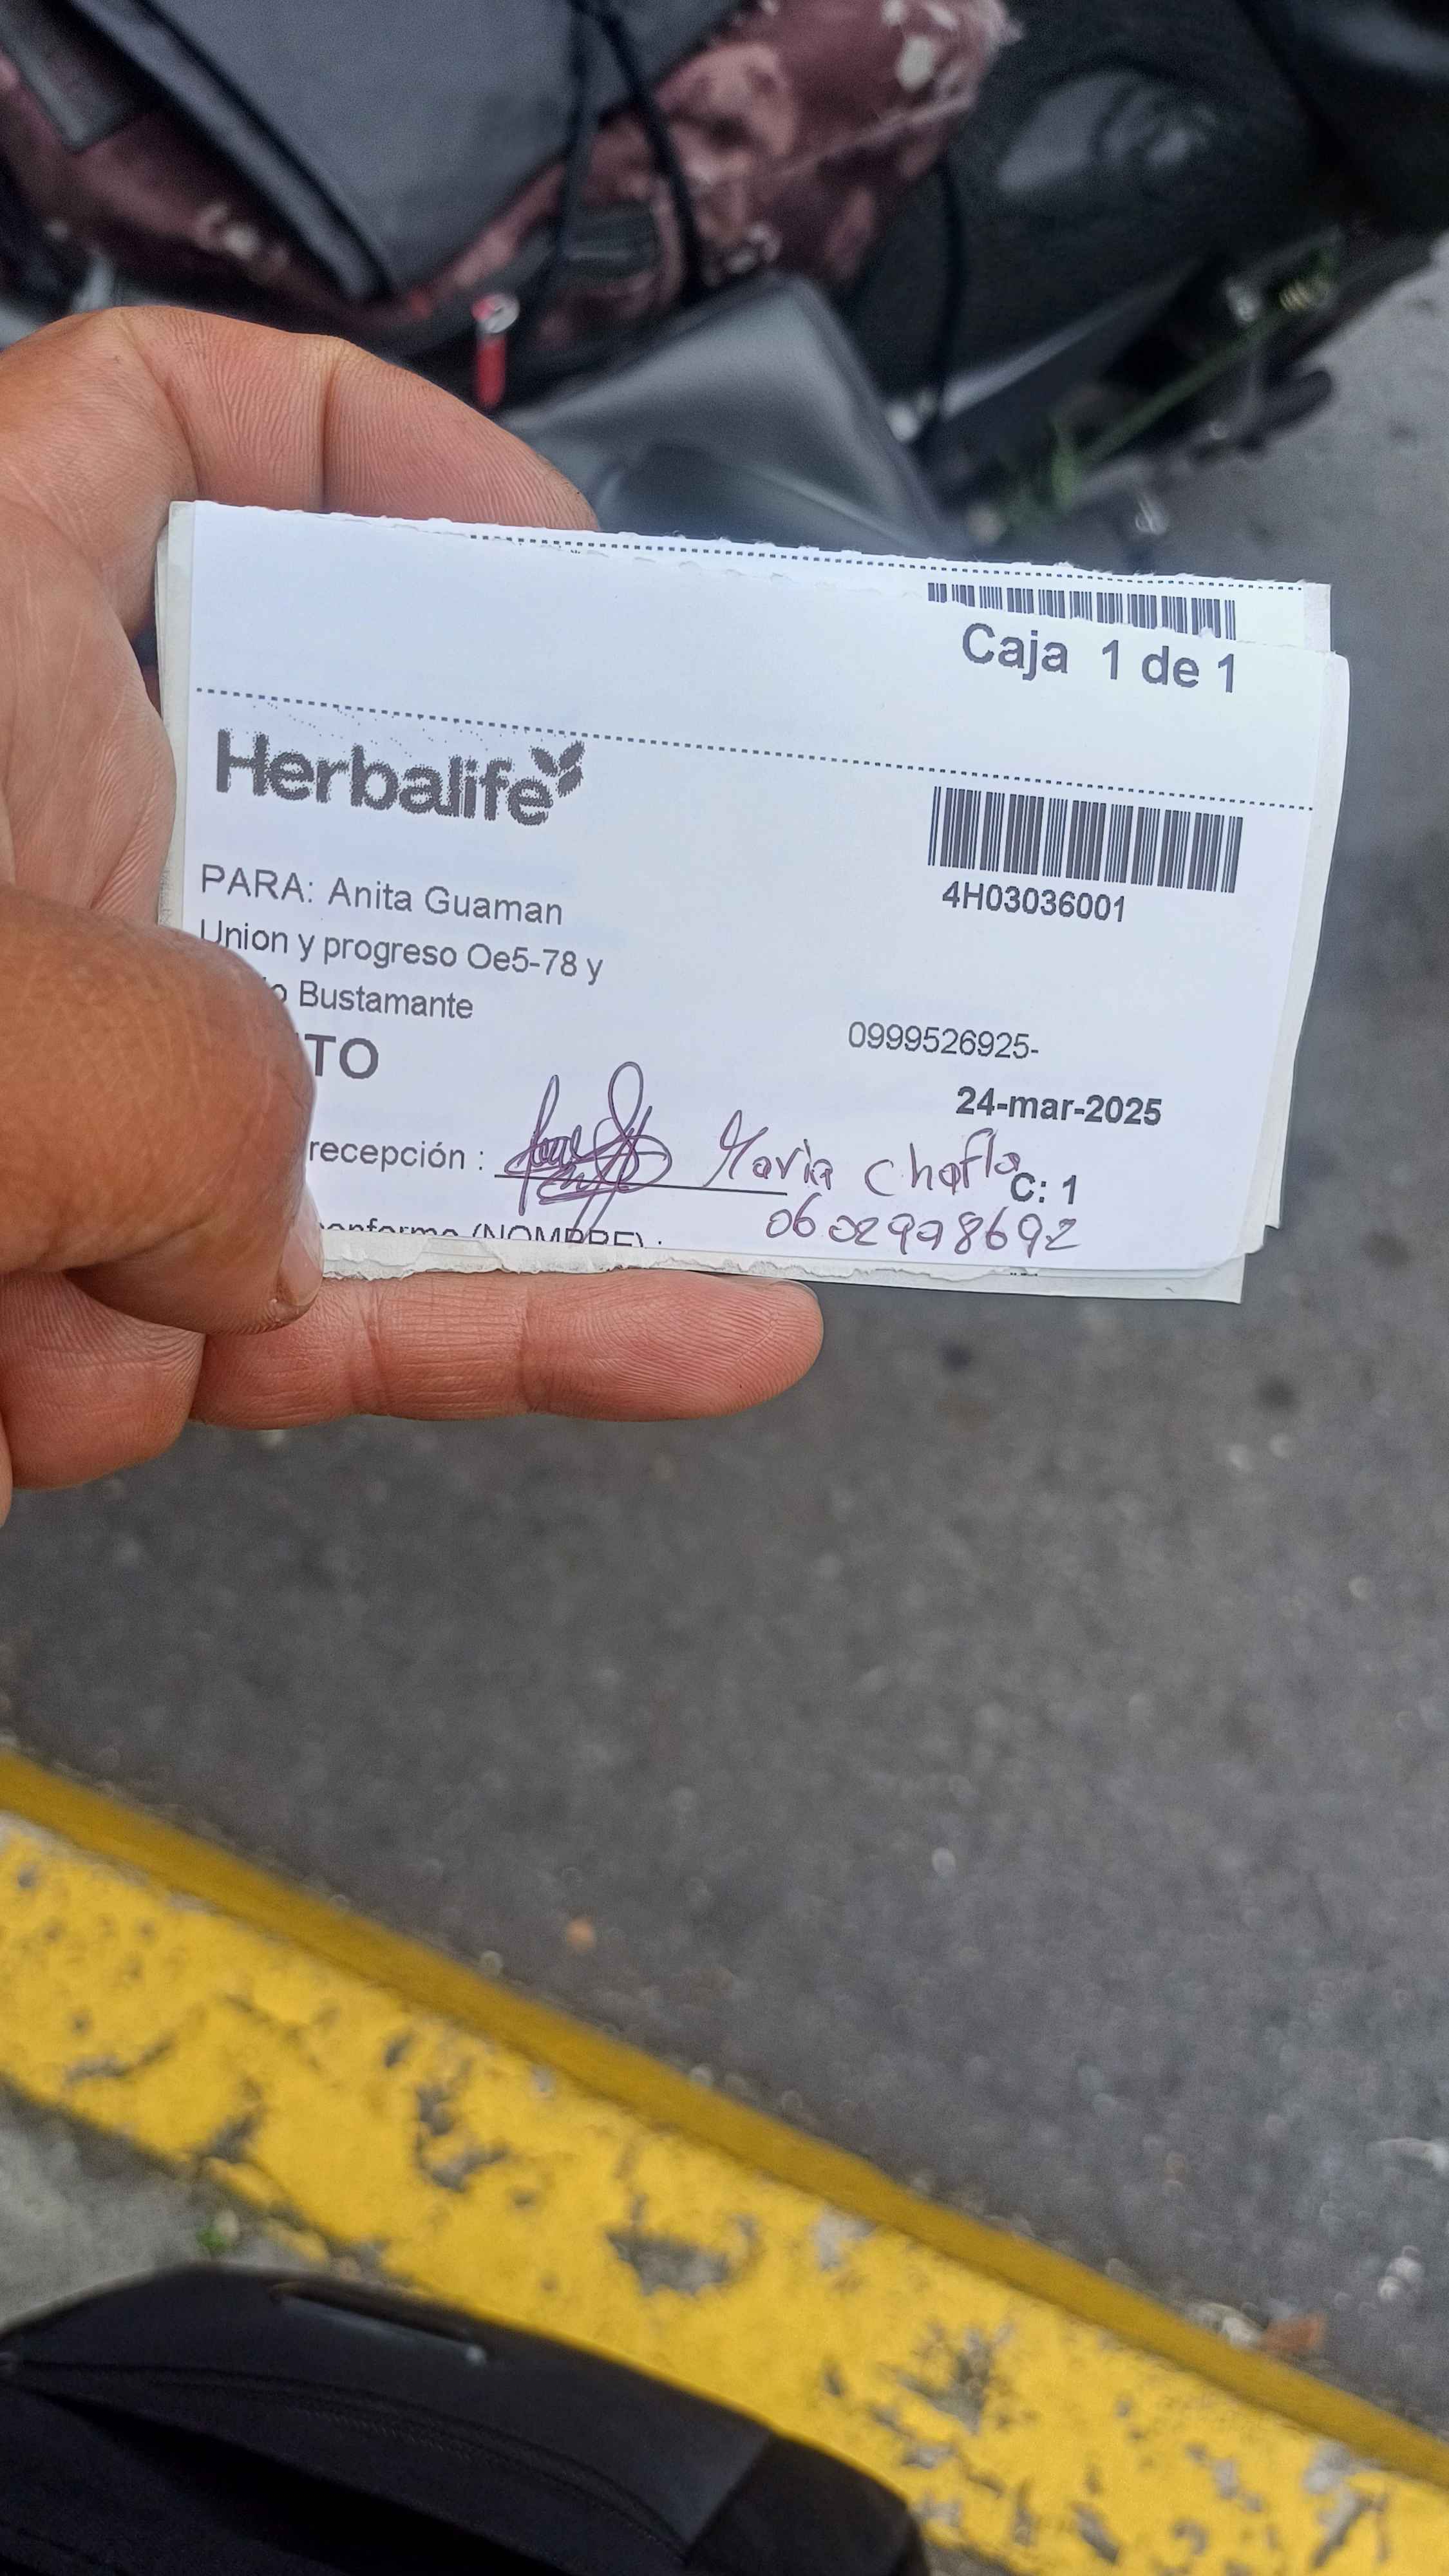 Caja 1 de 1
Herbalife
4H03036001
PARA: Anita Guaman
Union y progreso Oe5-78 y
Bustamante
0999526925-
TO
24-mar-2025
recepción : Maria Chafla
C: 1
(NOMBRE) : 0602998692